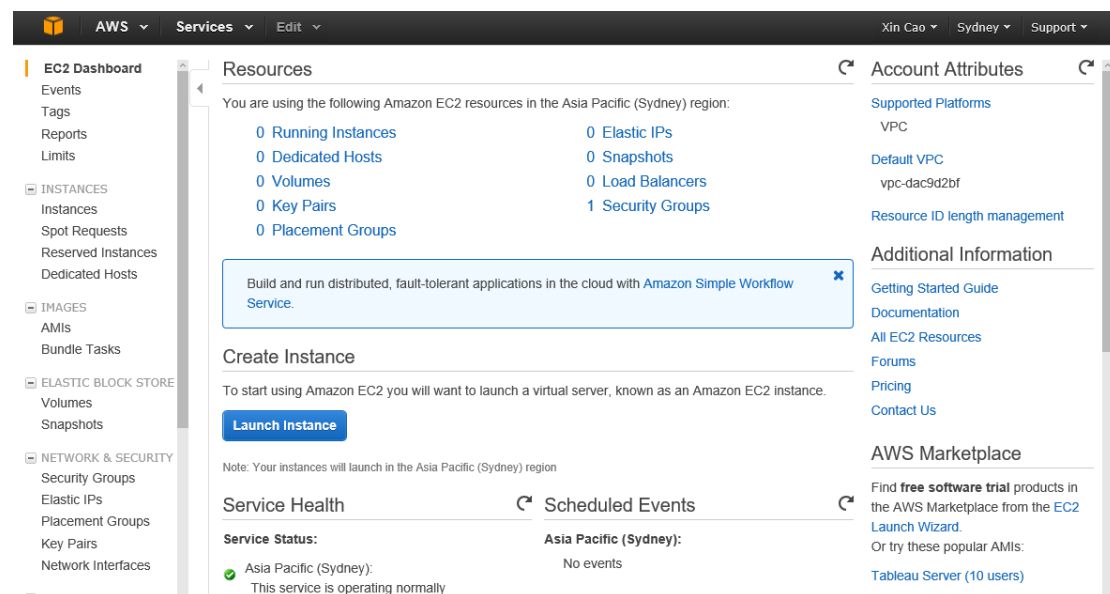 AWS Services Edit Xin Cao Sydney Support
EC2 Dashboard
Events
Tags
Reports
Limits
INSTANCES
Instances
Spot Requests
Reserved Instances
Dedicated Hosts
IMAGES
AMIs
Bundle Tasks
ELASTIC BLOCK STORE
Volumes
Snapshots
NETWORK & SECURITY
Security Groups
Elastic IPs
Placement Groups
Key Pairs
Network Interfaces
Resources
You are using the following Amazon EC2 resources in the Asia Pacific (Sydney) region:
0 Running Instances
0 Dedicated Hosts
0 Volumes
0 Key Pairs
0 Placement Groups
0 Elastic IPs
0 Snapshots
0 Load Balancers
1 Security Groups
Build and run distributed, fault-tolerant applications in the cloud with Amazon Simple Workflow
Service.
Create Instance
To start using Amazon EC2 you will want to launch a virtual server, known as an Amazon EC2 instance.
Launch Instance
Note: Your instances will launch in the Asia Pacific (Sydney) region
Service Health
Service Status:
Asia Pacific (Sydney):
This service is operating normally
Scheduled Events
Asia Pacific (Sydney):
No events
Account Attributes
Supported Platforms
VPC
Default VPC
vpc-dac9d2bf
Resource ID length management
Additional Information
Getting Started Guide
Documentation
All EC2 Resources
Forums
Pricing
Contact Us
AWS Marketplace
Find free software trial products in
the AWS Marketplace from the EC2
Launch Wizard.
Or try these popular AMIs:
Tableau Server (10 users)